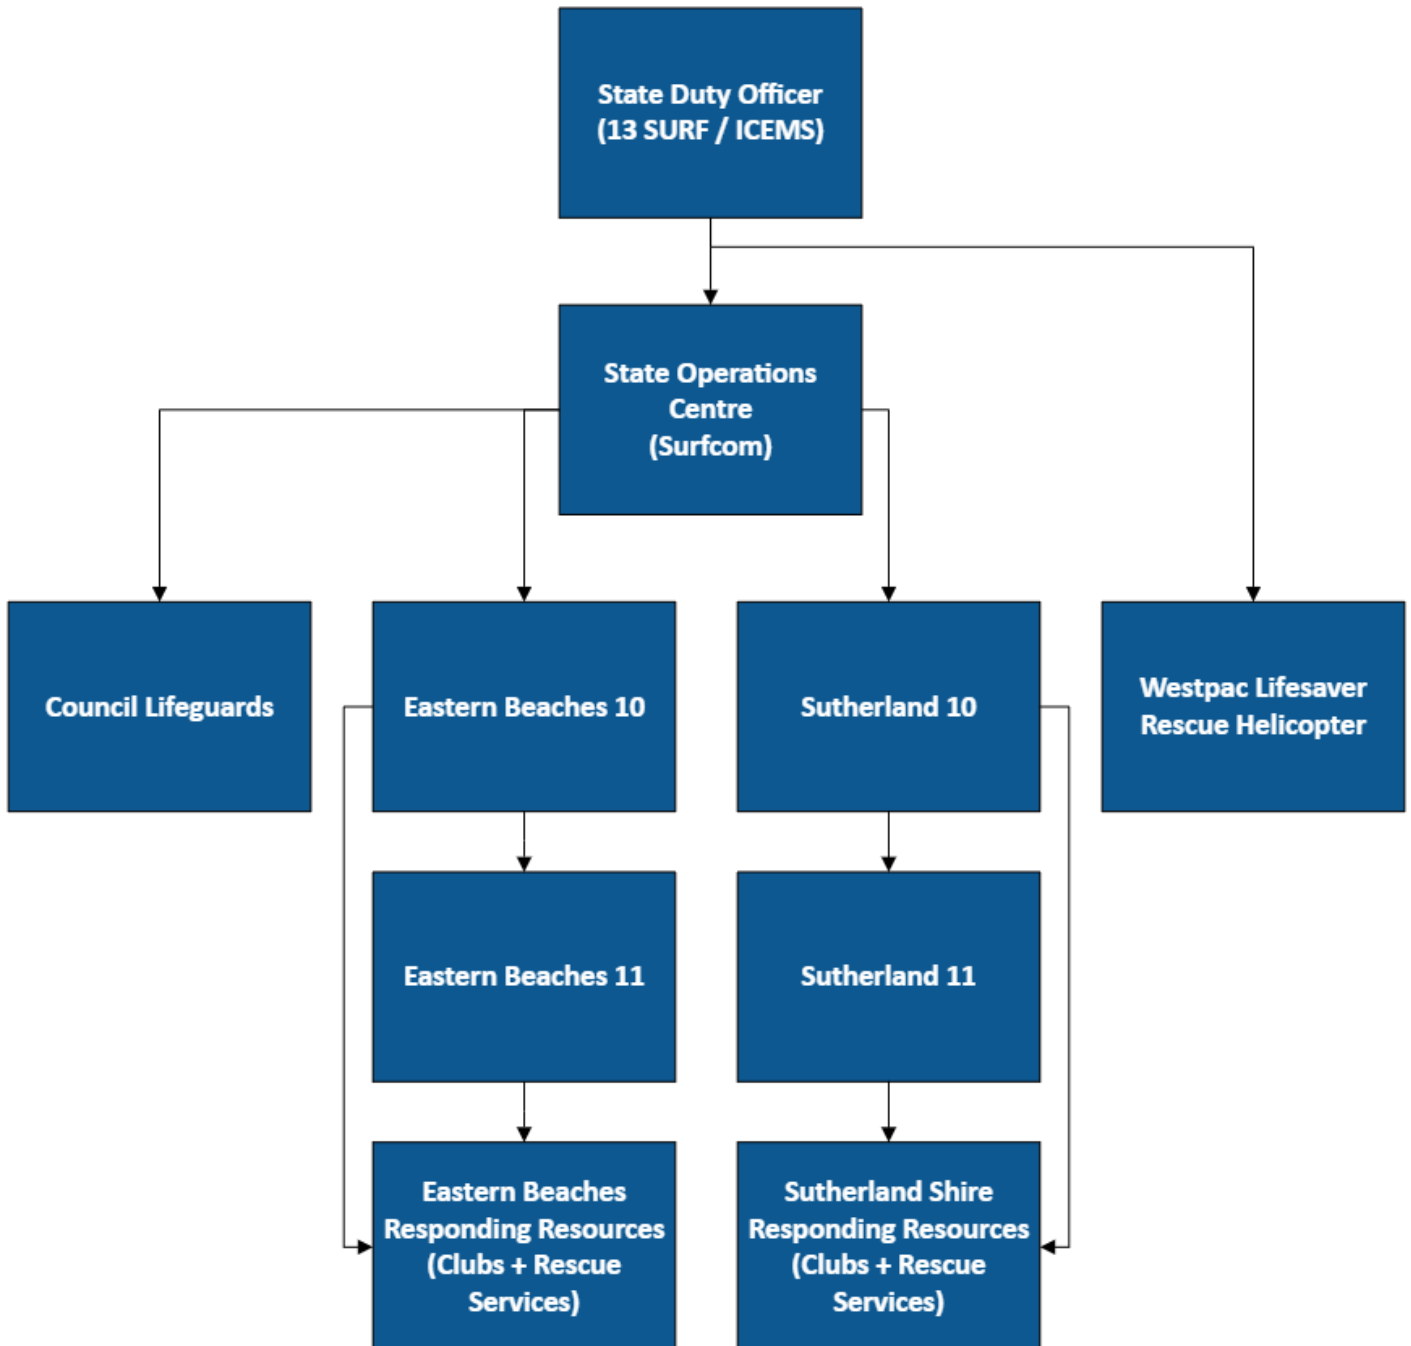 State Duty Officer
(13 SURF / ICEMS)
State Operations
Centre
(Surfcom)
Council Lifeguards
Eastern Beaches 10
Sutherland 10
Westpac Lifesaver
Rescue Helicopter
Eastern Beaches 11
Sutherland 11
Eastern Beaches
Responding Resources
(Clubs + Rescue
Services)
Sutherland Shire
Responding Resources
(Clubs + Rescue
Services)